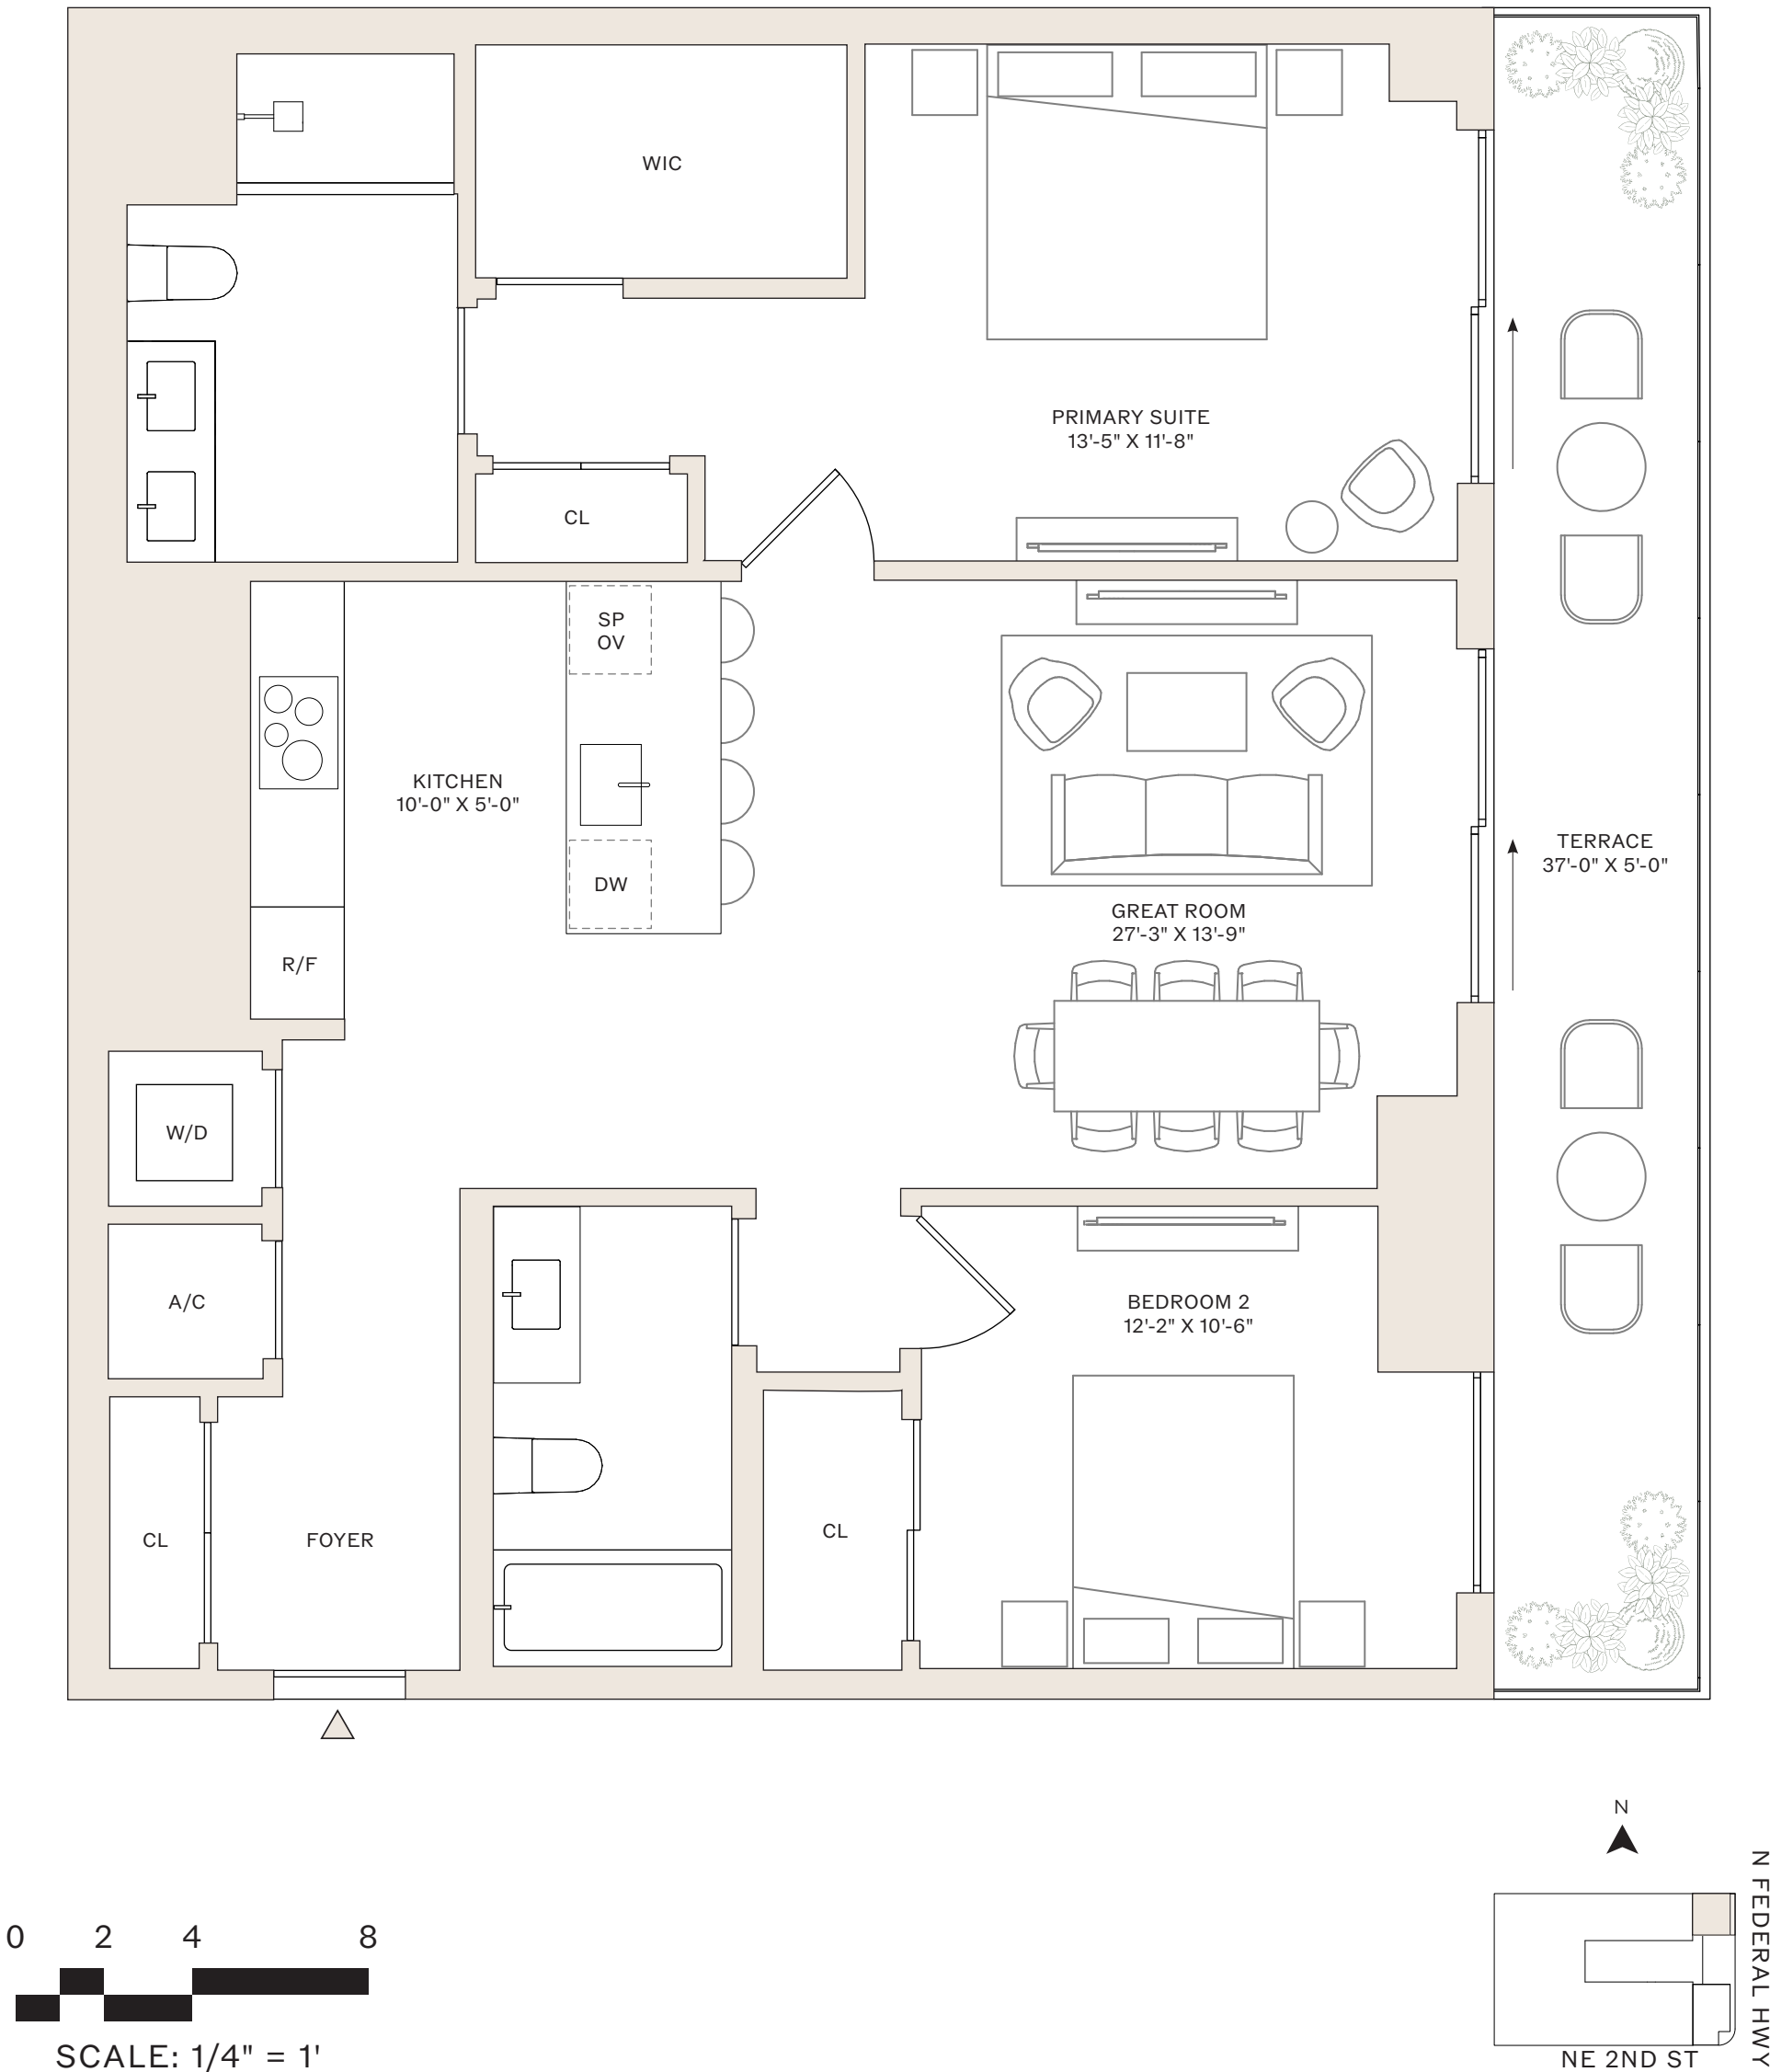 WIC
PRIMARY SUITE
13'-5" X 11'-8"
CL
SP
OV
KITCHEN
10'-0" X 5'-0"
DW
R/F
GREAT ROOM
27'-3" X 13'-9"
TERRACE
37'-0" X 5'-0"
W/D
A/C
BEDROOM 2
12'-2" X 10'-6"
CL
FOYER
CL
N
N FEDERAL HWY
NE 2ND ST
0 2 4 8
SCALE: 1/4" = 1'